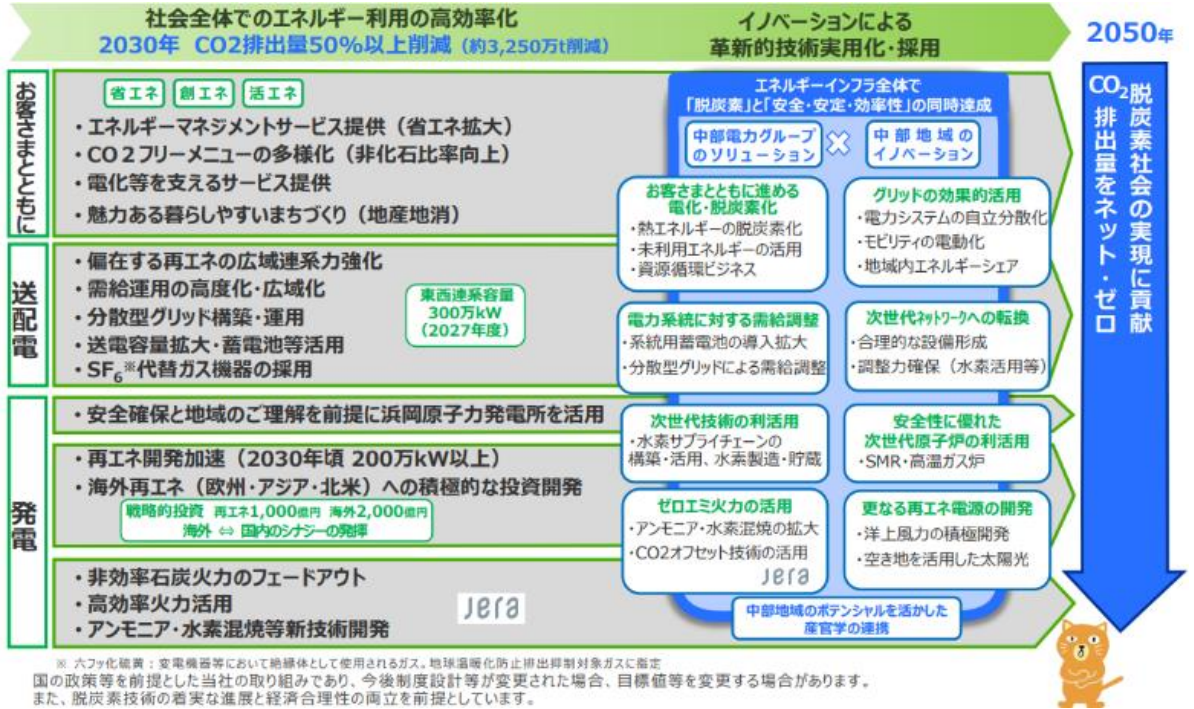 社会全体でのエネルギー利用の高効率化
2030年 CO2排出量50%以上削減（約3,250万t削減）
イノベーションによる
革新的技術実用化・採用
2050年
お客さまとともに
省エネ 創エネ 活エネ
・エネルギーマネジメントサービス提供（省エネ拡大）
・CO２フリーメニューの多様化（非化石比率向上）
・電化等を支えるサービス提供
・魅力ある暮らしやすいまちづくり（地産地消）
送配電
・偏在する再エネの広域連系力強化
・需給運用の高度化・広域化
・分散型グリッド構築・運用
・送電容量拡大・蓄電池等活用
・SF₆※代替ガス機器の採用
東西連系容量
300万kW
（2027年度）
発電
・安全確保と地域のご理解を前提に浜岡原子力発電所を活用
・再エネ開発加速（2030年頃 200万kW以上）
・海外再エネ（欧州・アジア・北米）への積極的な投資開発
戦略的投資 再エネ1,000億円 海外2,000億円
海外 ⇔ 国内のシナジーの発揮
・非効率石炭火力のフェードアウト
・高効率火力活用
・アンモニア・水素混焼等新技術開発
Jera
エネルギーインフラ全体で
「脱炭素」と「安全・安定・効率性」の同時達成
中部電力グループ
のソリューション
×
中部地域の
イノベーション
お客さまとともに進める
電化・脱炭素化
・熱エネルギーの脱炭素化
・未利用エネルギーの活用
・資源循環ビジネス
グリッドの効果的活用
・電力システムの自立分散化
・モビリティの電動化
・地域内エネルギーシェア
電力系統に対する需給調整
・系統用蓄電池の導入拡大
・分散型グリッドによる需給調整
次世代ネットワークへの転換
・合理的な設備形成
・調整力確保（水素活用等）
次世代技術の利活用
・水素サプライチェーンの
構築・活用、水素製造・貯蔵
安全性に優れた
次世代原子炉の利活用
・SMR・高温ガス炉
ゼロエミ火力の活用
・アンモニア・水素混焼の拡大
・CO2オフセット技術の活用
Jera
更なる再エネ電源の開発
・洋上風力の積極開発
・空き地を活用した太陽光
中部地域のポテンシャルを活かした
産官学の連携
脱炭素社会の実現に貢献
CO₂排出量をネット・ゼロ
※ 六フッ化硫黄：変電機器等において絶縁体として使用されるガス。地球温暖化防止排出抑制対象ガスに指定
国の政策等を前提とした当社の取り組みであり、今後制度設計等が変更された場合、目標値等を変更する場合があります。
また、脱炭素技術の着実な進展と経済合理性の両立を前提としています。